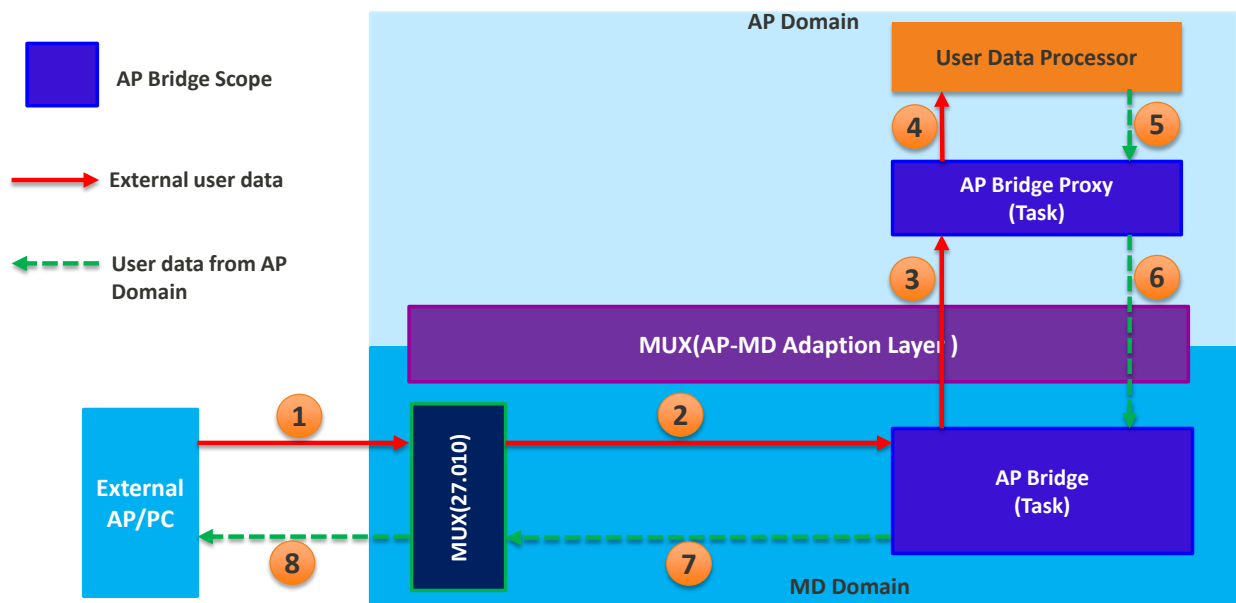 AP Domain
AP Bridge Scope
User Data Processor
4
5
External user data
AP Bridge Proxy
(Task)
User data from AP
Domain
3
6
MUX(AP-MD Adaption Layer )
1
2
External
AP/PC
MUX(27.010)
AP Bridge
(Task)
8
7
MD Domain